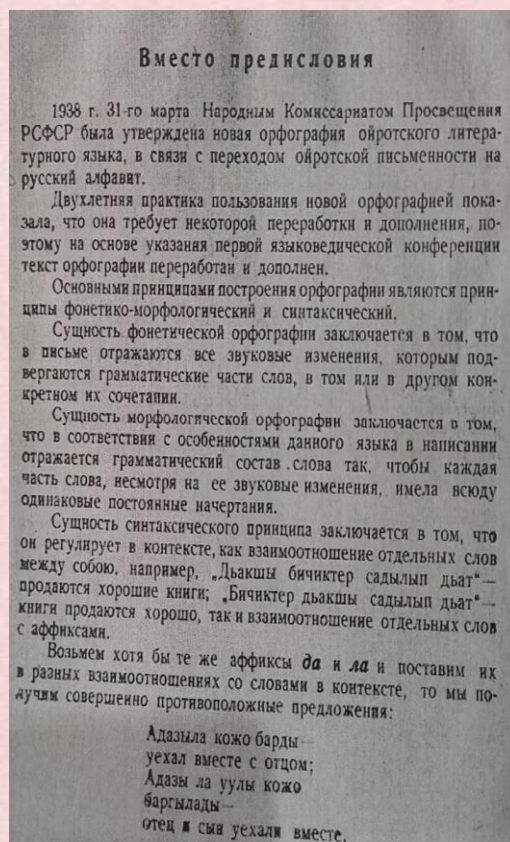 Вместо предисловия
1938 г. 31-го марта Народным Комиссариатом Просвещения
РСФСР была утверждена новая орфография ойротского литера-
турного языка, в связи с переходом ойротской письменности на
русский алфавит.
Двухлетняя практика пользования новой орфографией пока-
зала, что она требует некоторой переработки и дополнения, по-
этому на основе указания первой языковедической конференции
текст орфографии переработан и дополнен.
Основными принципами построения орфографии являются прин-
ципы фонетико-морфологический и синтаксический.
Сущность фонетической орфографии заключается в том, что
в письме отражаются все звуковые изменения, которым под-
вергаются грамматические части слов, в том или в другом кон-
кретном их сочетании.
Сущность морфологической орфографии заключается в том,
что в соответствии с особенностями данного языка в написании
отражается грамматический состав слова так, чтобы каждая
часть слова, несмотря на ее звуковые изменения, имела всюду
одинаковые постоянные начертания.
Сущность синтаксического принципа заключается в том, что
он регулирует в контексте, как взаимоотношение отдельных слов
между собою, например, „Дьакшы бичиктер садылып дьат“—
продаются хорошие книги; „Бичиктер дьакшы садылып дьат“—
книги продаются хорошо, так и взаимоотношение отдельных слов
с аффиксами.
Возьмем хотя бы те же аффиксы да и ла и поставим их
в разных взаимоотношениях со словами в контексте, то мы по-
лучим совершенно противоположные предложения:
Адазыла кожо барды—
уехал вместе с отцом;
Адазы ла уулы кожо
баргылады—
отец и сын уехали вместе.